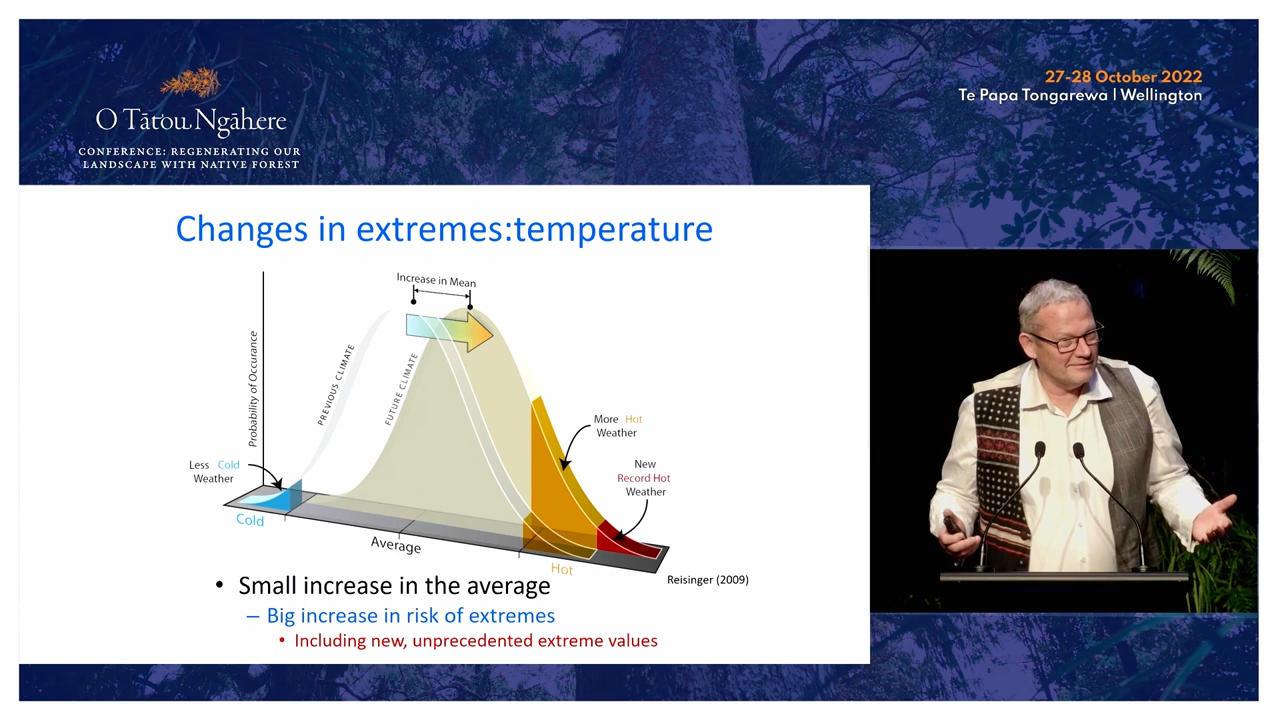 O Tātou Ngāhere
CONFERENCE: REGENERATING OUR
LANDSCAPE WITH NATIVE FOREST
27-28 October 2022
Te Papa Tongarewa | Wellington
Changes in extremes:temperature
Increase in Mean
Probability of Occurance
PREVIOUS CLIMATE
FUTURE CLIMATE
More Hot
Weather
Less Cold
Weather
New
Record Hot
Weather
Cold
Average
Hot
Reisinger (2009)
• Small increase in the average
– Big increase in risk of extremes
• Including new, unprecedented extreme values